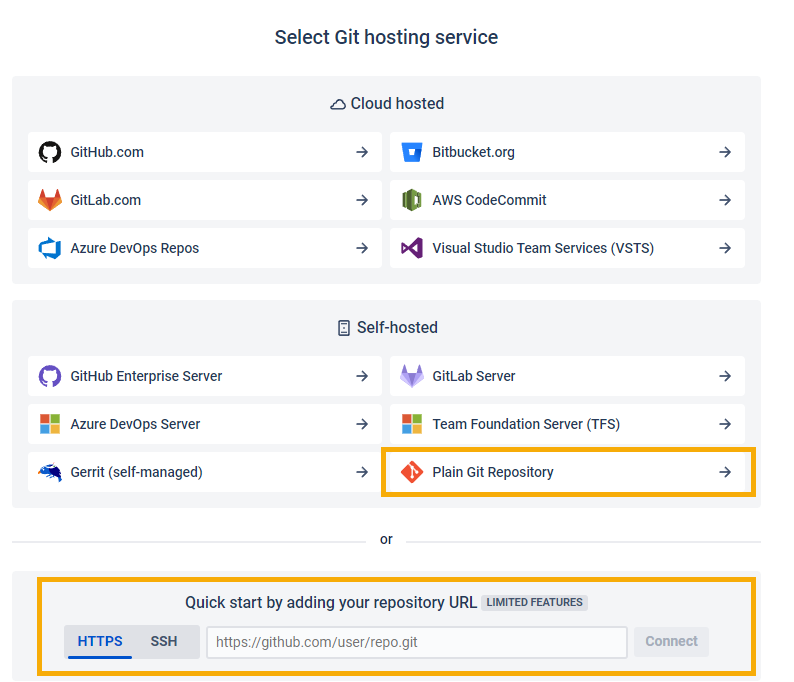 Select Git hosting service
Cloud hosted
GitHub.com
Bitbucket.org
GitLab.com
AWS CodeCommit
Azure DevOps Repos
Visual Studio Team Services (VSTS)
Self-hosted
GitHub Enterprise Server
GitLab Server
Azure DevOps Server
Team Foundation Server (TFS)
Gerrit (self-managed)
Plain Git Repository
or
Quick start by adding your repository URL LIMITED FEATURES
HTTPS SSH https://github.com/user/repo.git Connect